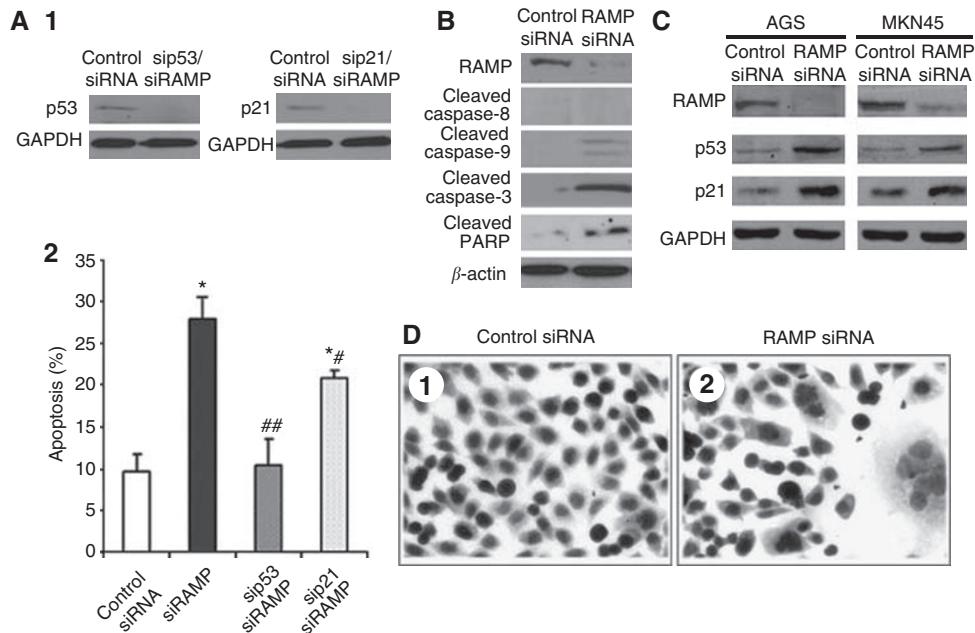 A 1
Control sip53/
siRNA siRAMP
p53
GAPDH
Control sip21/
siRNA siRAMP
p21
GAPDH
2
Apoptosis (%)
35
30
25
20
15
10
5
0
*
##
*#
Control
siRNA
siRAMP
sip53
siRAMP
sip21
siRAMP
B
Control RAMP
siRNA siRNA
RAMP
Cleaved
caspase-8
Cleaved
caspase-9
Cleaved
caspase-3
Cleaved
PARP
β-actin
C
AGS MKN45
Control RAMP Control RAMP
siRNA siRNA siRNA siRNA
RAMP
p53
p21
GAPDH
D
Control siRNA RAMP siRNA
1 2